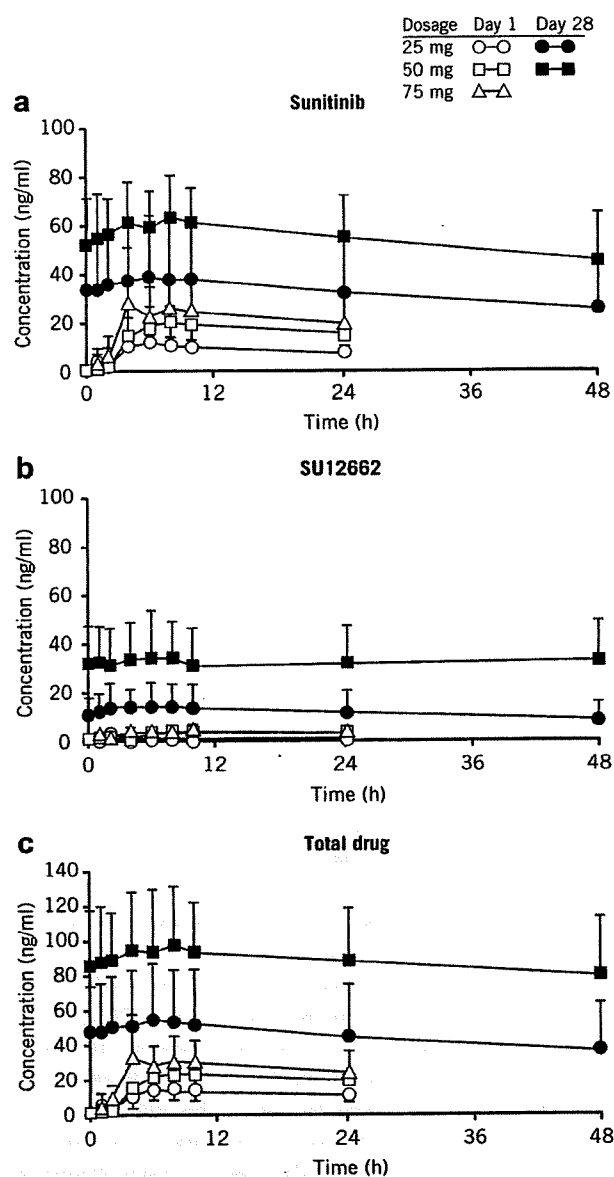 Dosage Day 1 Day 28
25 mg
50 mg
75 mg
a
Sunitinib
100
80
60
40
20
0
Concentration (ng/ml)
0 12 24 36 48
Time (h)
b
SU12662
100
80
60
40
20
0
Concentration (ng/ml)
0 12 24 36 48
Time (h)
c
Total drug
140
120
100
80
60
40
20
0
Concentration (ng/ml)
0 12 24 36 48
Time (h)